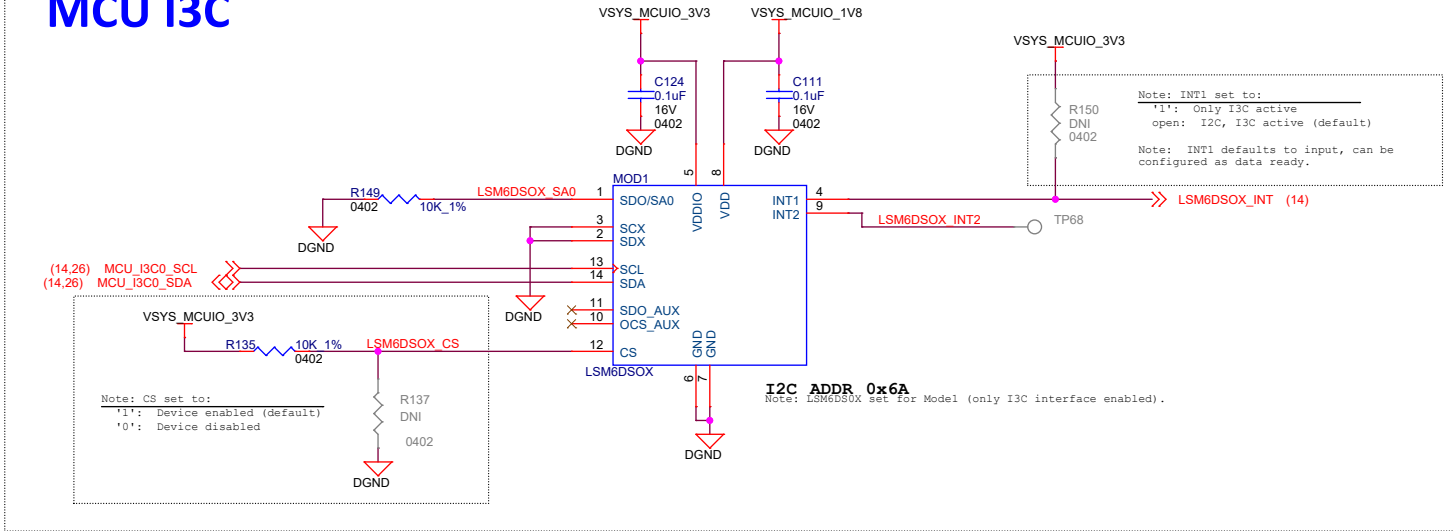 MCU I3C
VSYS_MCUIO_3V3
VSYS_MCUIO_1V8
VSYS_MCUIO_3V3
C124
0.1uF
16V
0402
DGND
C111
0.1uF
16V
0402
DGND
R150
DNI
0402
Note: INT1 set to:
'1': Only I3C active
open: I2C, I3C active (default)
Note: INT1 defaults to input, can be
configured as data ready.
MOD1
5
8
VDDIO
VDD
R149
0402
10K_1%
LSM6DSOX_SA0
1
SDO/SA0
DGND
3
SCX
2
SDX
(14,26) MCU_I3C0_SCL
13
SCL
(14,26) MCU_I3C0_SDA
14
SDA
DGND
11
SDO_AUX
10
OCS_AUX
12
CS
LSM6DSOX
INT1
4
LSM6DSOX_INT (14)
INT2
9
LSM6DSOX_INT2
TP68
GND
GND
6
7
DGND
I2C ADDR 0x6A
Note: LSM6DSOX set for Mode1 (only I3C interface enabled).
VSYS_MCUIO_3V3
R135
10K_1%
0402
LSM6DSOX_CS
Note: CS set to:
'1': Device enabled (default)
'0': Device disabled
R137
DNI
0402
DGND